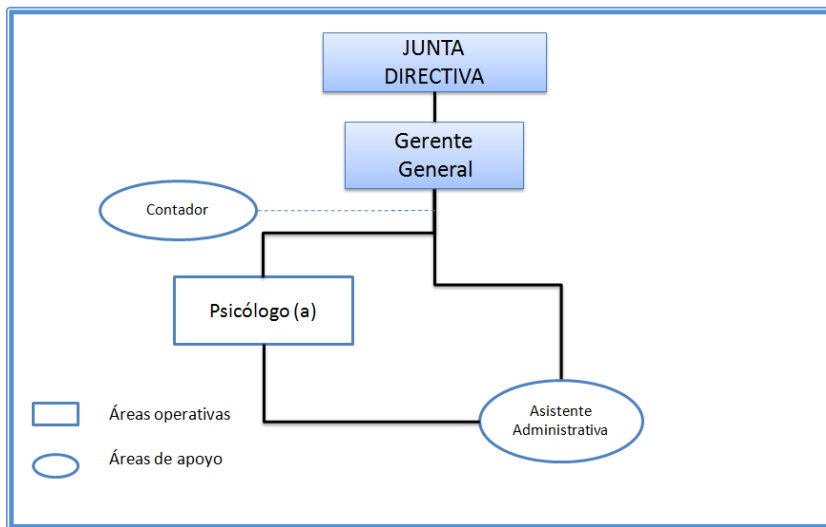 JUNTA
DIRECTIVA
Gerente
General
Contador
Psicólogo (a)
Asistente
Administrativa
Áreas operativas
Áreas de apoyo